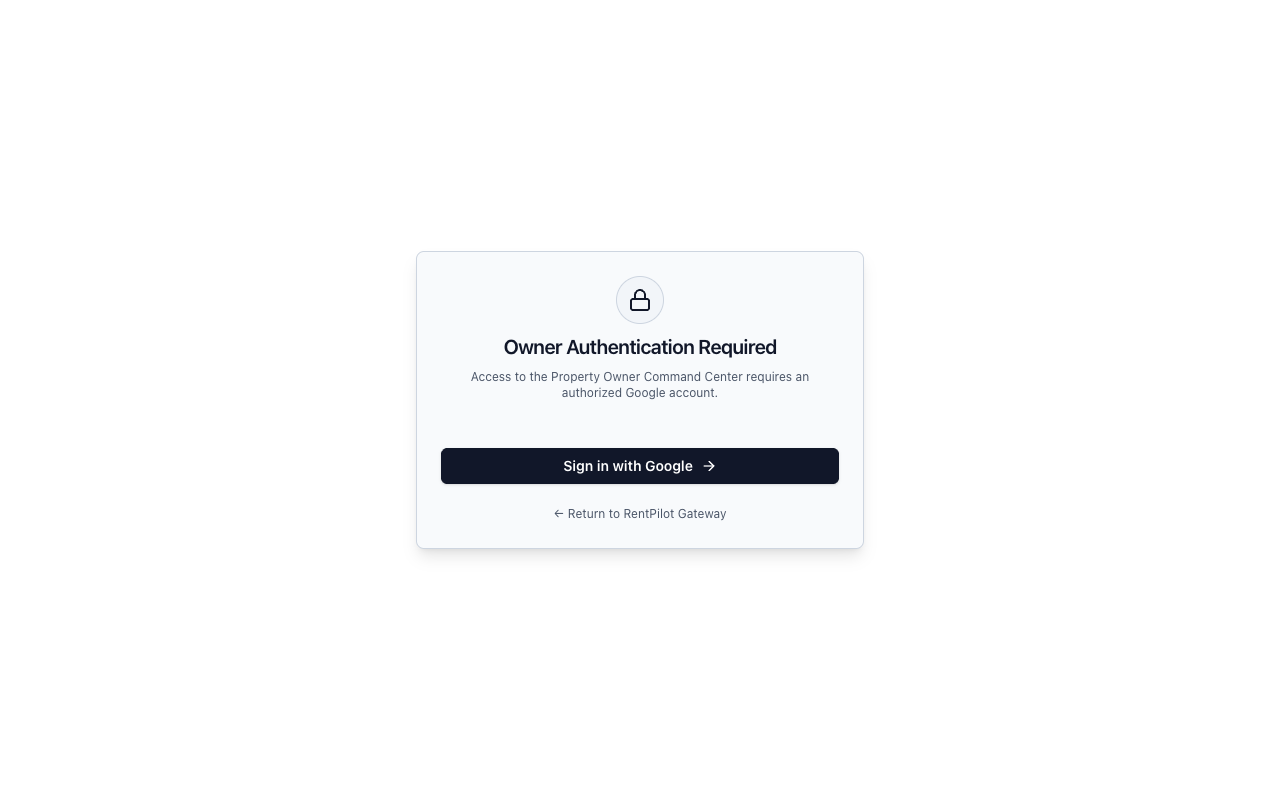 Owner Authentication Required
Access to the Property Owner Command Center requires an
authorized Google account.
Sign in with Google →
← Return to RentPilot Gateway